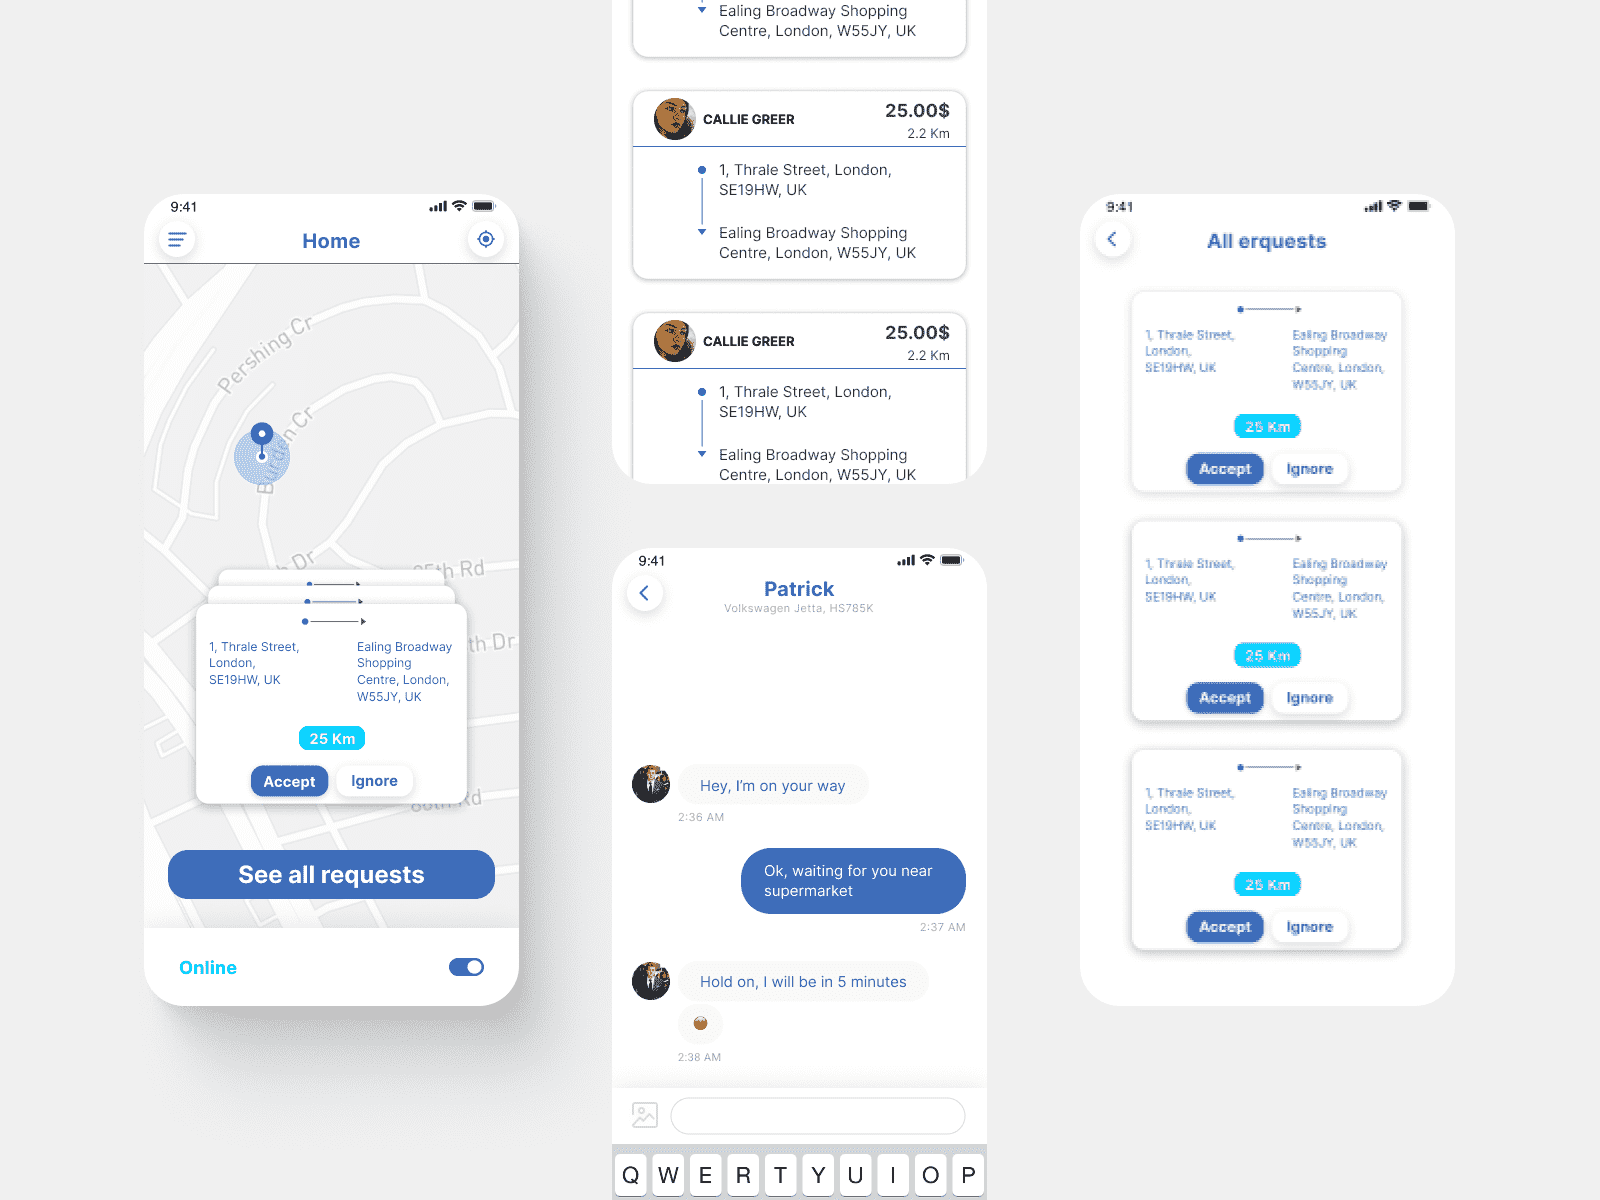 9:41
Home
Pershing Cr
Burden Cr
Dr
85th Rd
th Dr
1, Thrale Street,
London,
SE19HW, UK
Ealing Broadway
Shopping
Centre, London,
W55JY, UK
25 Km
Accept
Ignore
Rd
See all requests
Online
Ealing Broadway Shopping
Centre, London, W55JY, UK
CALLIE GREER
25.00$
2.2 Km
1, Thrale Street, London,
SE19HW, UK
Ealing Broadway Shopping
Centre, London, W55JY, UK
CALLIE GREER
25.00$
2.2 Km
1, Thrale Street, London,
SE19HW, UK
Ealing Broadway Shopping
Centre, London, W55JY, UK
9:41
Patrick
Volkswagen Jetta, HS785K
Hey, I’m on your way
2:36 AM
Ok, waiting for you near
supermarket
2:37 AM
Hold on, I will be in 5 minutes
2:38 AM
Q W E R T Y U I O P
9:41
All erquests
1, Thrale Street,
London,
SE19HW, UK
Ealing Broadway
Shopping
Centre, London,
W55JY, UK
25 Km
Accept
Ignore
1, Thrale Street,
London,
SE19HW, UK
Ealing Broadway
Shopping
Centre, London,
W55JY, UK
25 Km
Accept
Ignore
1, Thrale Street,
London,
SE19HW, UK
Ealing Broadway
Shopping
Centre, London,
W55JY, UK
25 Km
Accept
Ignore